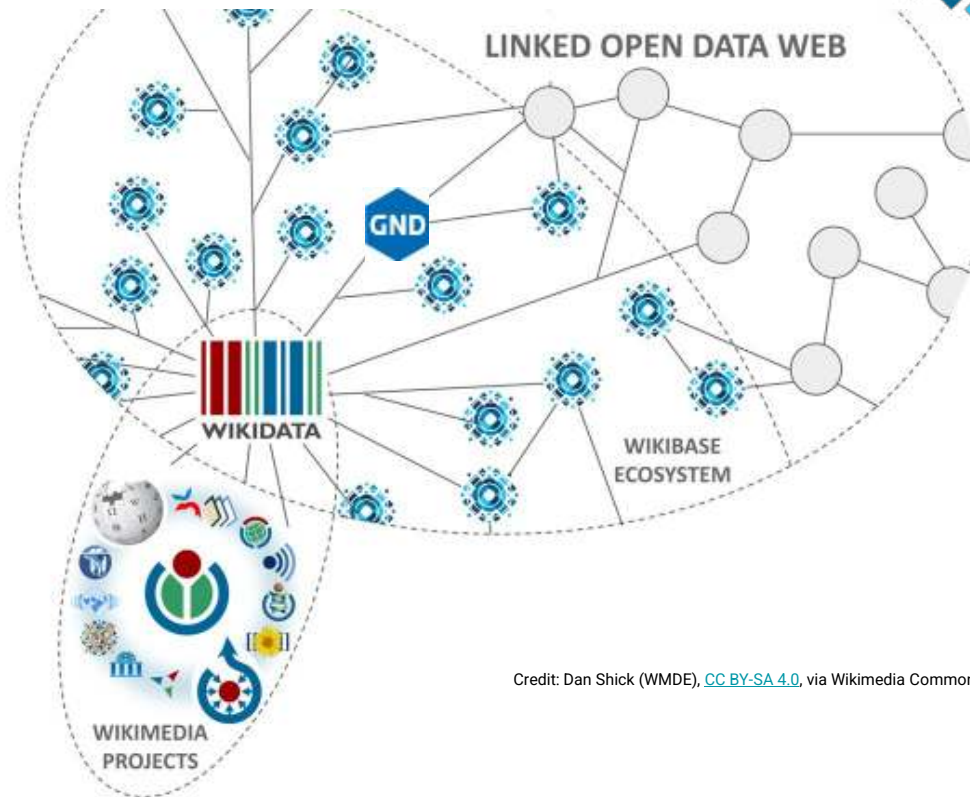 LINKED OPEN DATA WEB
GND
WIKIDATA
WIKIBASE
ECOSYSTEM
Credit: Dan Shick (WMDE), CC BY-SA 4.0, via Wikimedia Common
WIKIMEDIA
PROJECTS